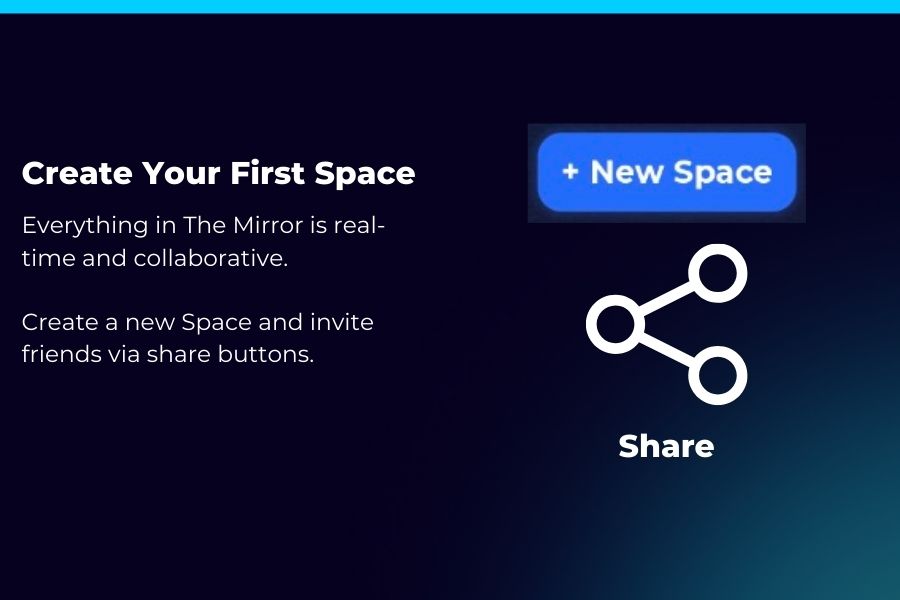 Create Your First Space
Everything in The Mirror is real-
time and collaborative.
Create a new Space and invite
friends via share buttons.
+ New Space
Share